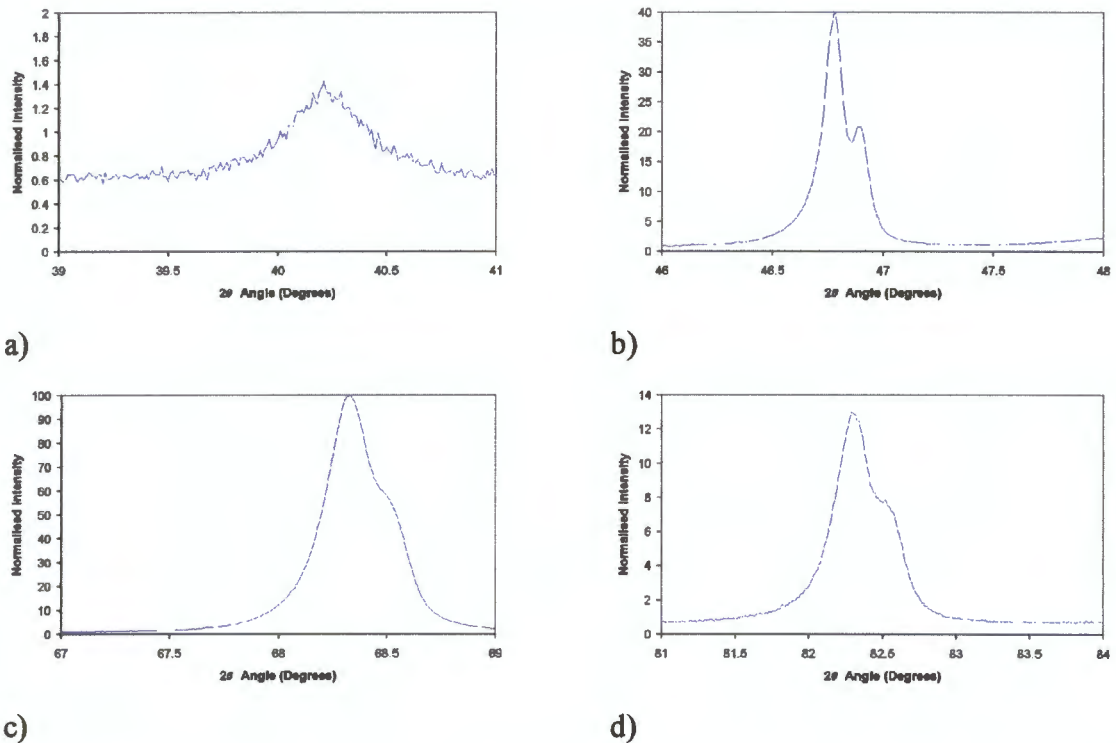 2
1.8
1.6
1.4
1.2
1
0.8
0.6
0.4
0.2
0
Normalised Intensity
39 39.5 40 40.5 41
2θ Angle (Degrees)
a)
40
35
30
25
20
15
10
5
0
Normalised Intensity
46 46.5 47 47.5 48
2θ Angle (Degrees)
b)
100
90
80
70
60
50
40
30
20
10
0
Normalised Intensity
67 67.5 68 68.5 69
2θ Angle (Degrees)
c)
14
12
10
8
6
4
2
0
Normalised Intensity
81 81.5 82 82.5 83 83.5 84
2θ Angle (Degrees)
d)